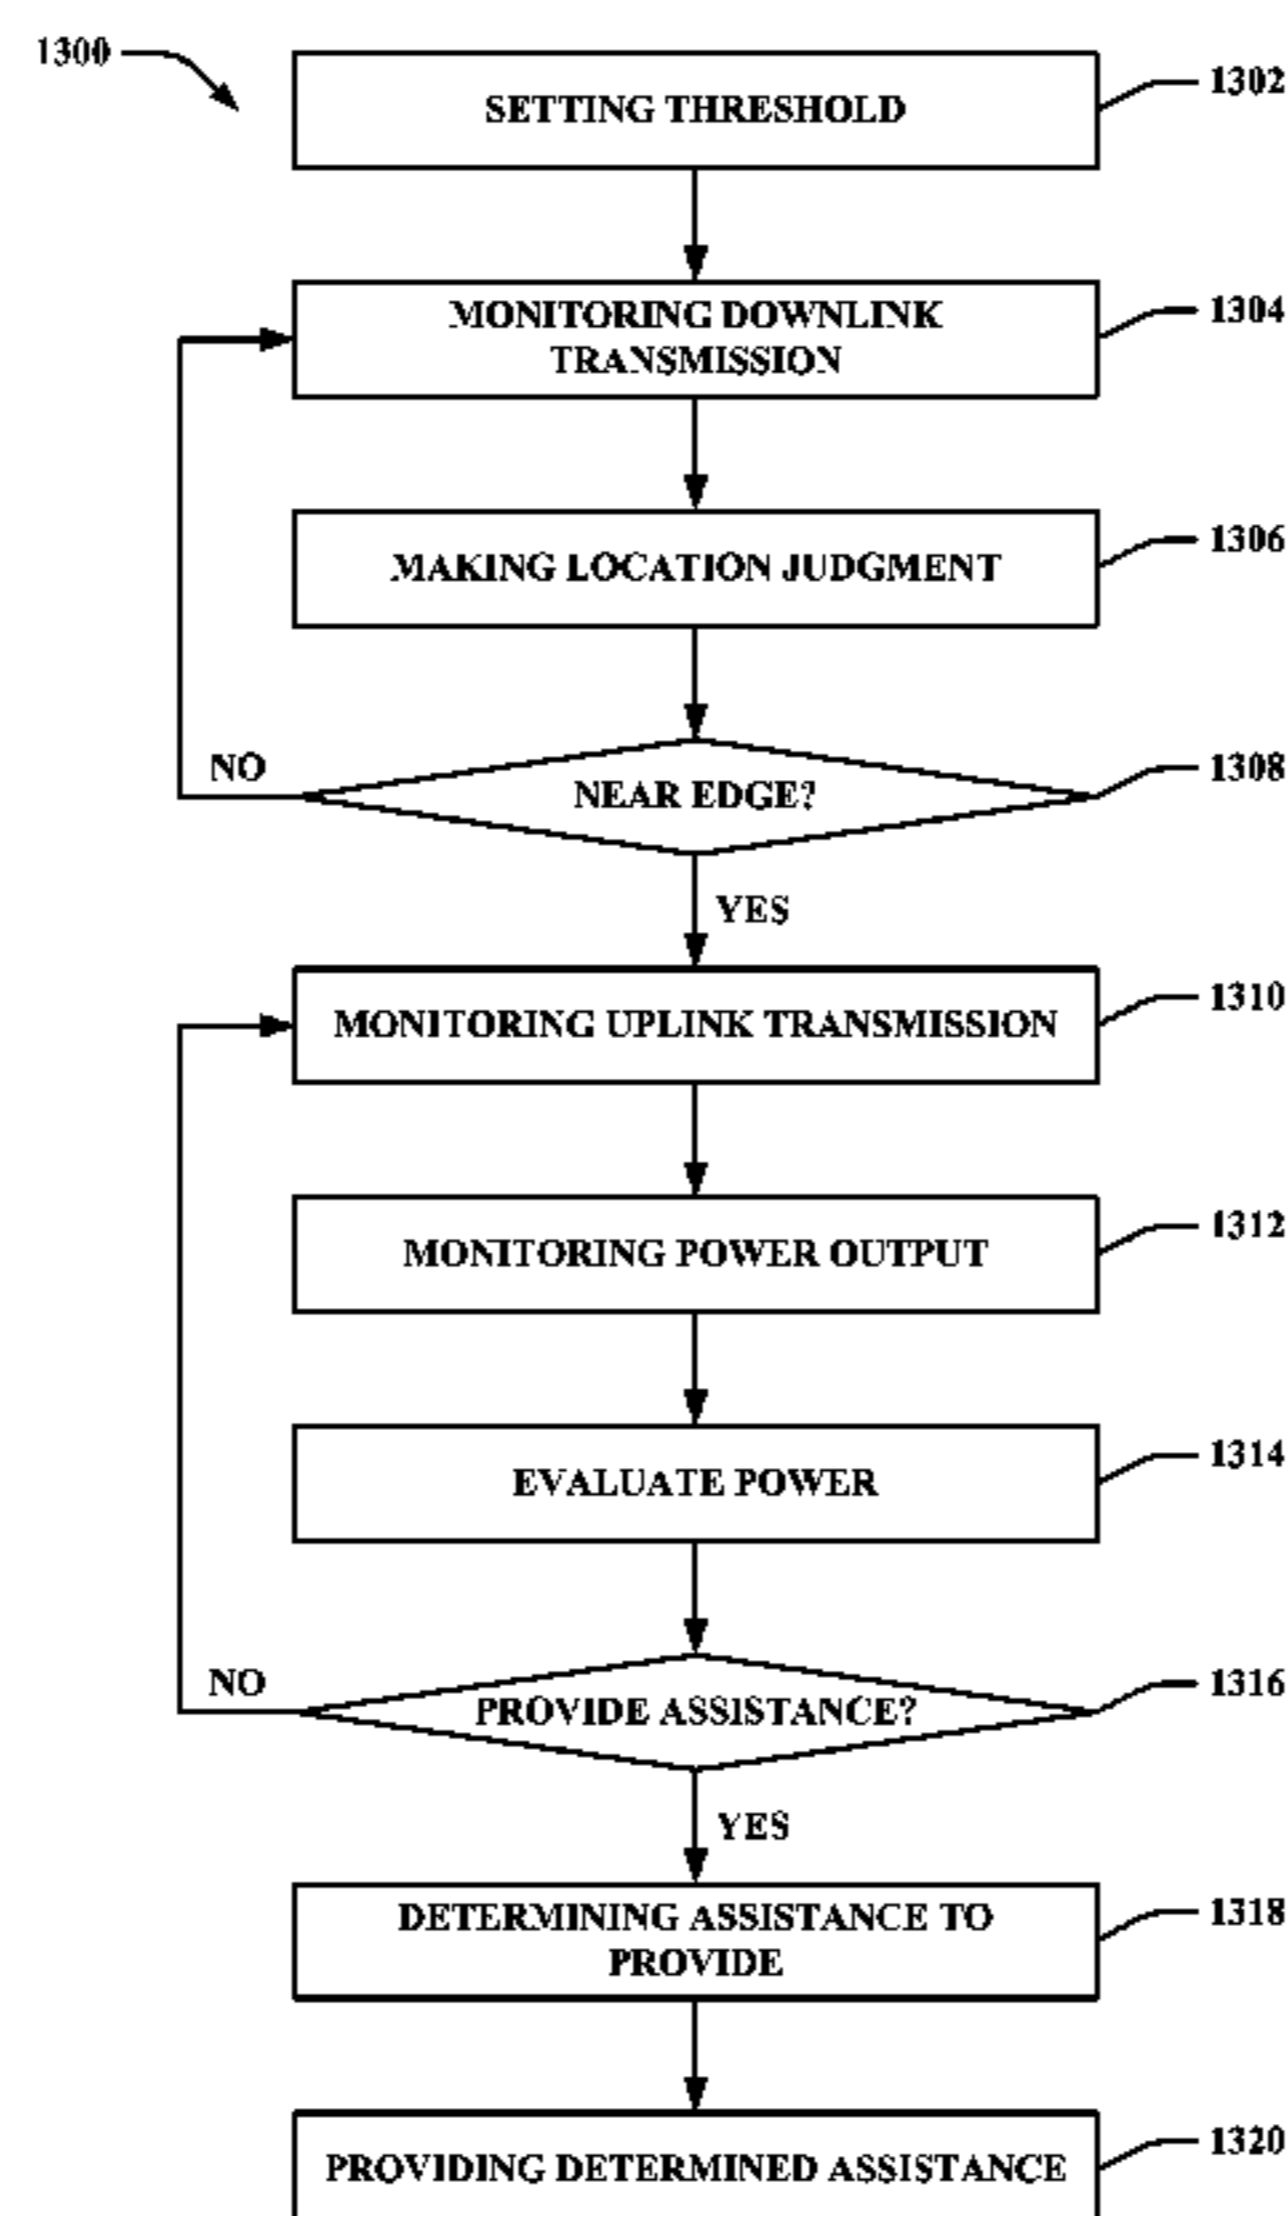 1300
SETTING THRESHOLD
1302
MONITORING DOWNLINK
TRANSMISSION
1304
MAKING LOCATION JUDGMENT
1306
NEAR EDGE?
1308
NO
YES
MONITORING UPLINK TRANSMISSION
1310
MONITORING POWER OUTPUT
1312
EVALUATE POWER
1314
PROVIDE ASSISTANCE?
1316
NO
YES
DETERMINING ASSISTANCE TO
PROVIDE
1318
PROVIDING DETERMINED ASSISTANCE
1320